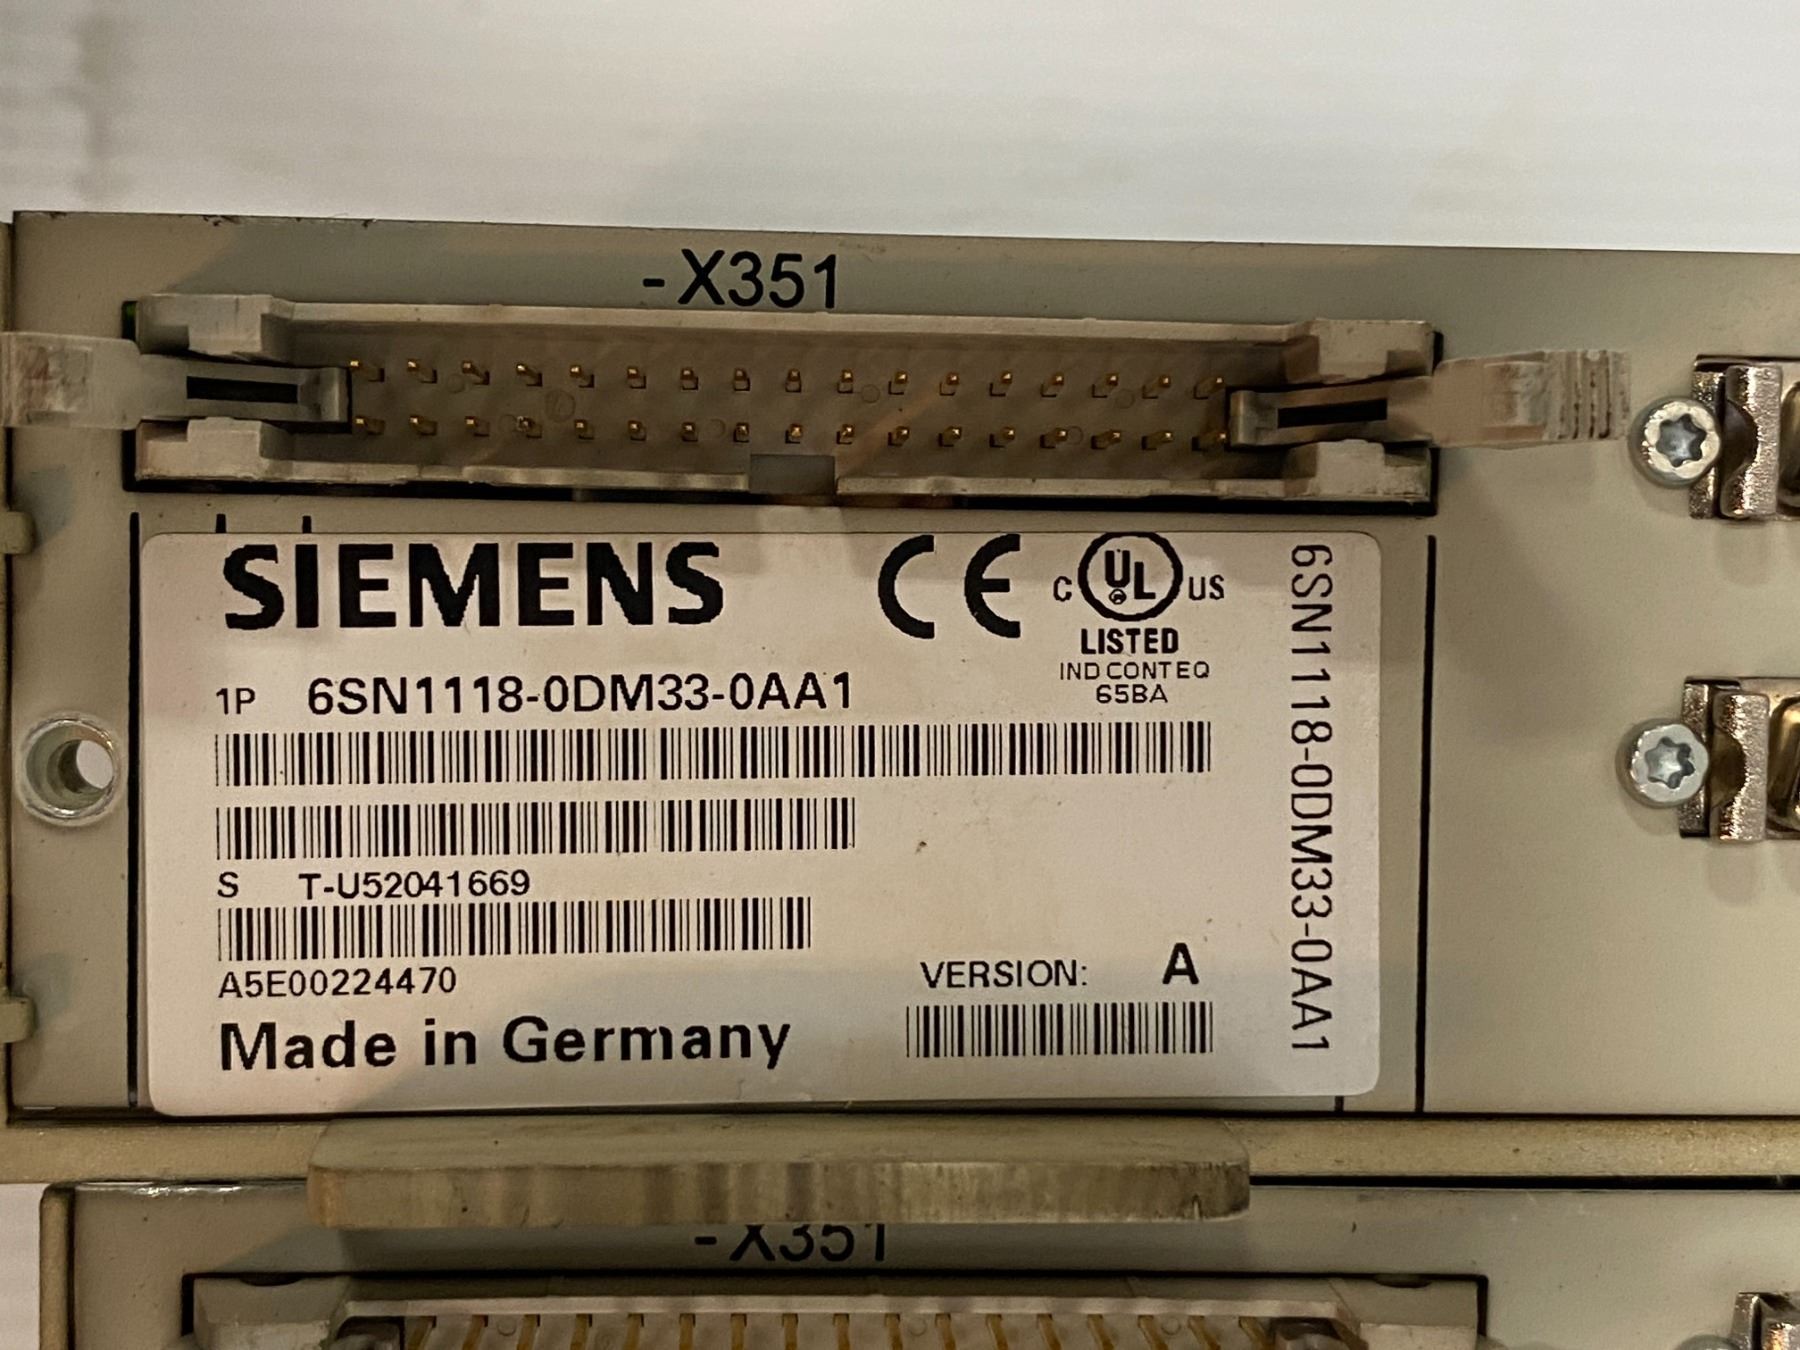 -X351
SIEMENS
CE
C UL US
LISTED
IND CONT EQ
65BA
1P 6SN1118-0DM33-0AA1
S T-U52041669
A5E00224470
VERSION: A
Made in Germany
6SN1118-0DM33-0AA1
-X351